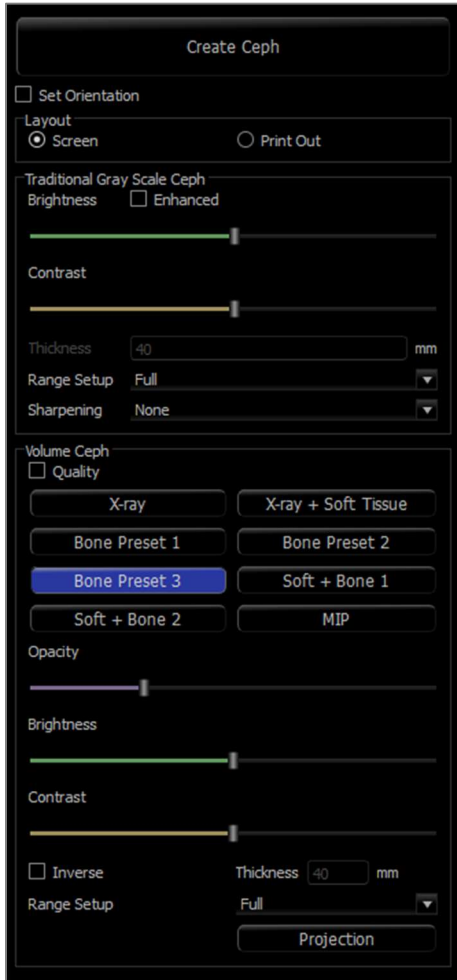 Create Ceph
Set Orientation
Layout
Screen Print Out
Traditional Gray Scale Ceph
Brightness Enhanced
Contrast
Thickness 40 mm
Range Setup Full
Sharpening None
Volume Ceph
Quality
X-ray X-ray + Soft Tissue
Bone Preset 1 Bone Preset 2
Bone Preset 3 Soft + Bone 1
Soft + Bone 2 MIP
Opacity
Brightness
Contrast
Inverse Thickness 40 mm
Range Setup Full
Projection